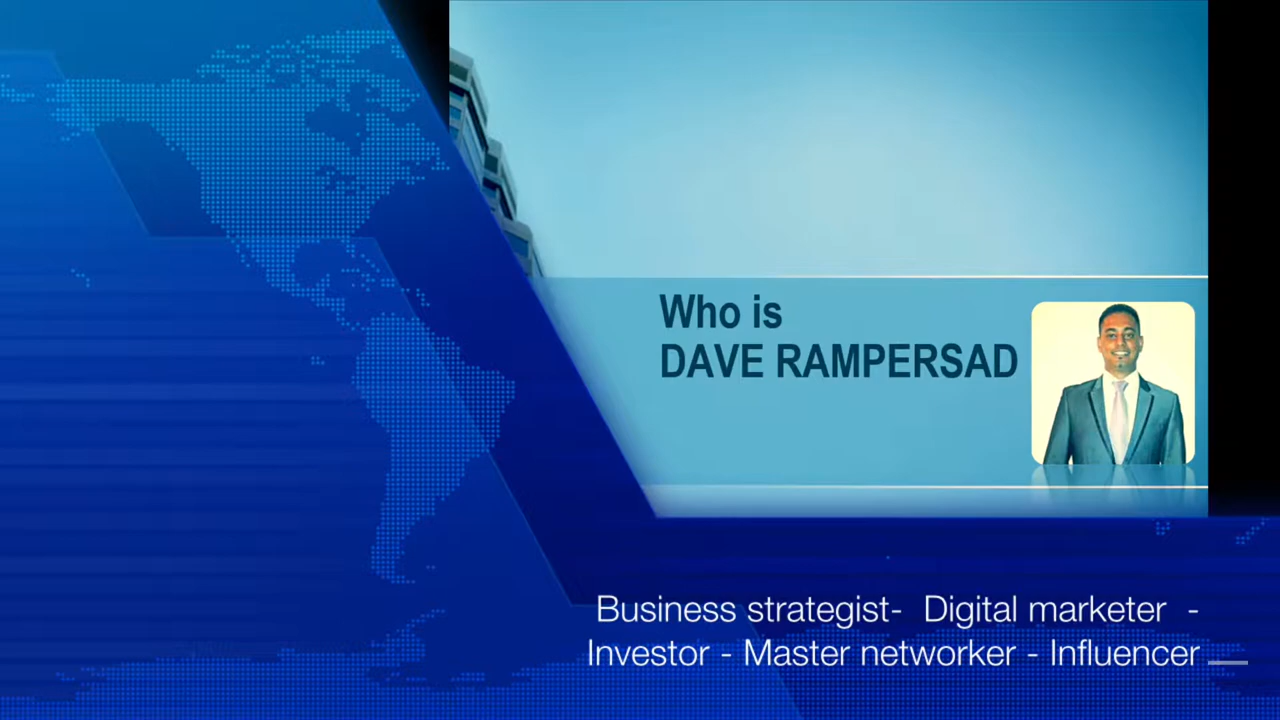 Who is
DAVE RAMPERSAD
Business strategist-  Digital marketer  -
Investor - Master networker - Influencer